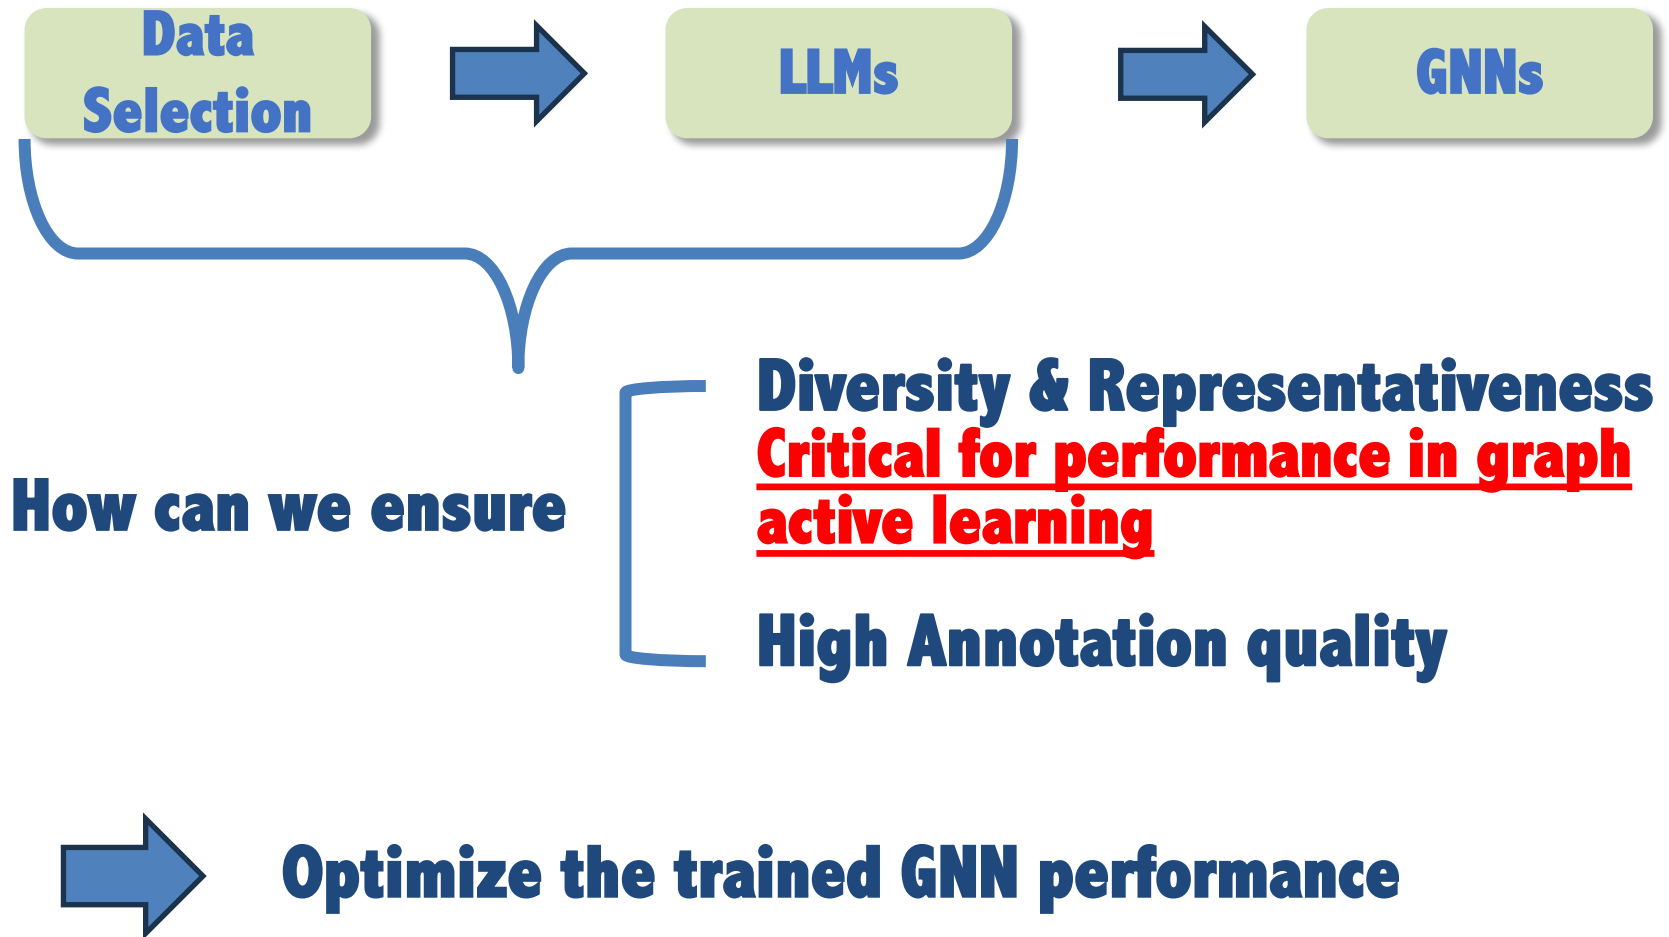 Data
Selection
LLMs
GNNs
Diversity & Representativeness
Critical for performance in graph
active learning
How can we ensure
High Annotation quality
Optimize the trained GNN performance